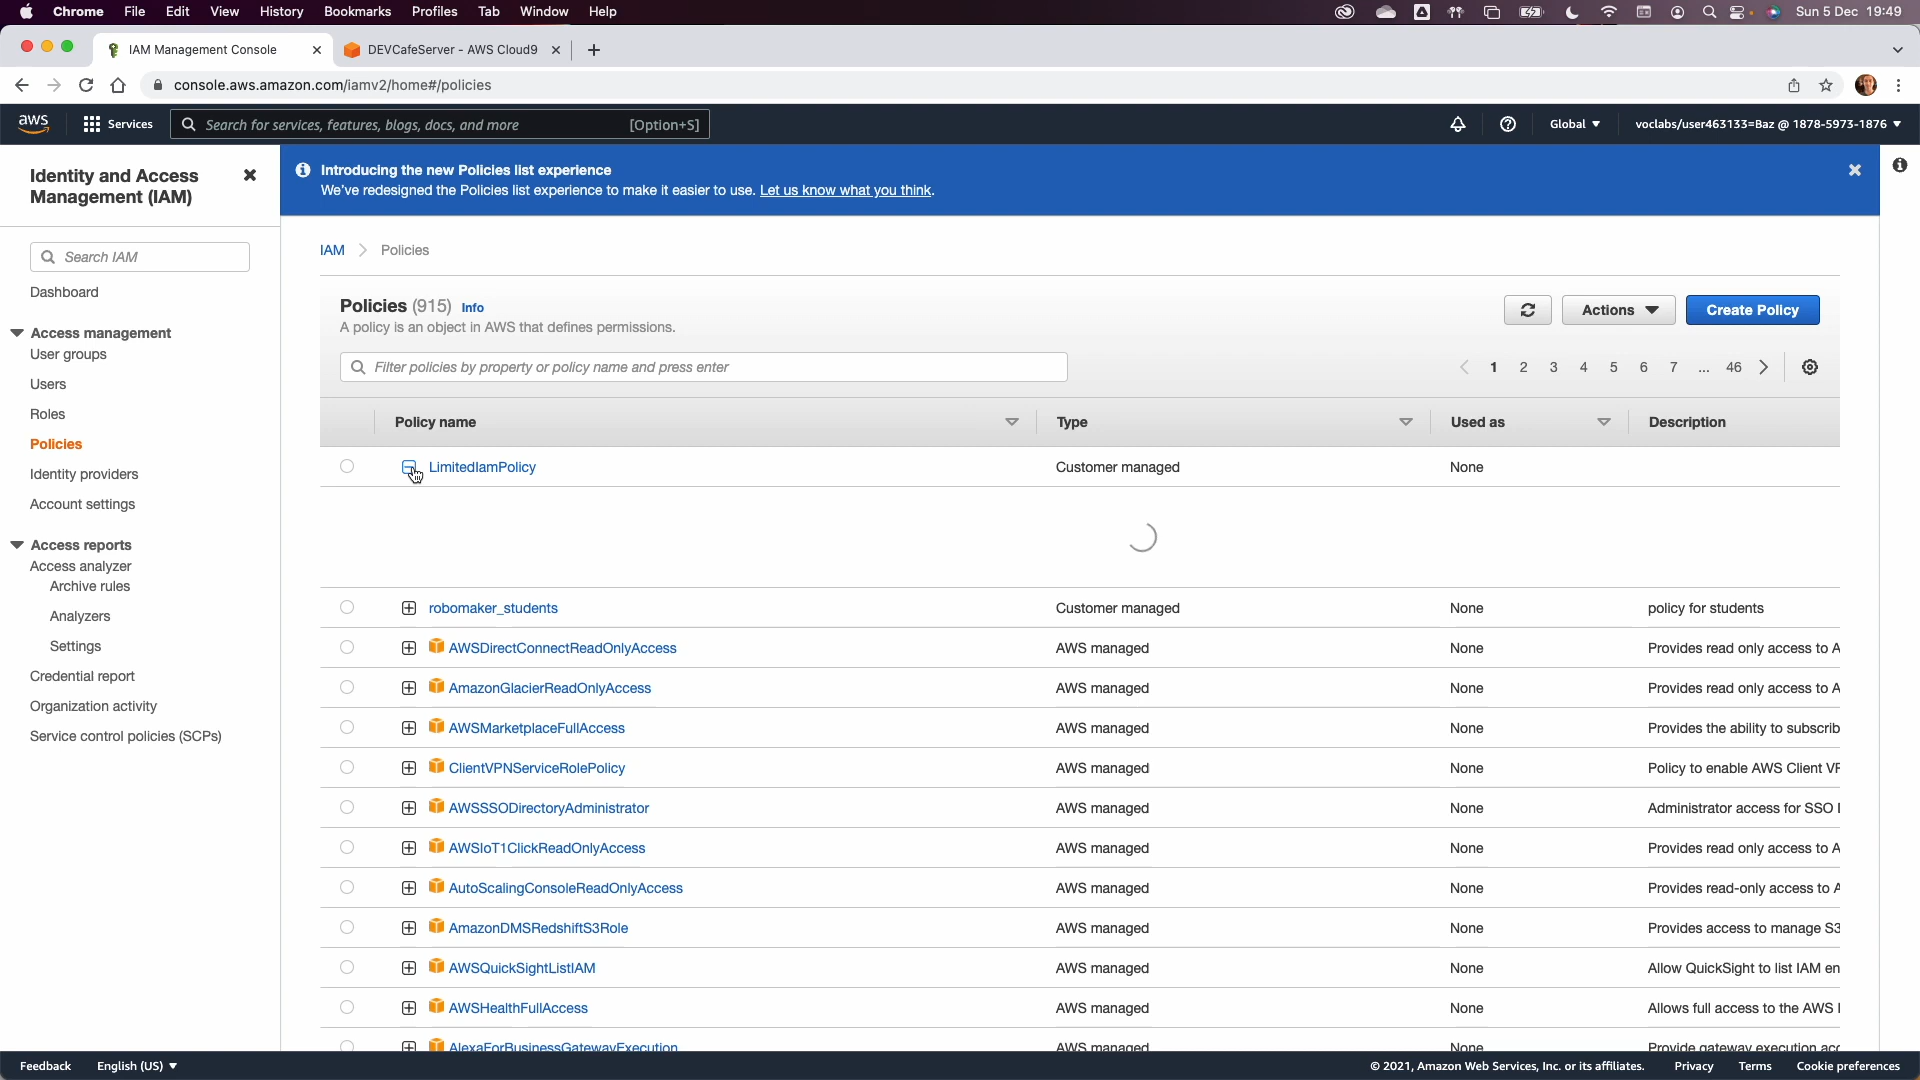 Chrome File Edit View History Bookmarks Profiles Tab Window Help Sun 5 Dec 19:49
IAM Management Console DEVCafeServer - AWS Cloud9
console.aws.amazon.com/iamv2/home#/policies
aws Services Search for services, features, blogs, docs, and more [Option+S] Global voclabs/user463133=Baz @ 1878-5973-1876
Identity and Access
Management (IAM)
Search IAM
Dashboard
Access management
User groups
Users
Roles
Policies
Identity providers
Account settings
Access reports
Access analyzer
Archive rules
Analyzers
Settings
Credential report
Organization activity
Service control policies (SCPs)
Introducing the new Policies list experience
We've redesigned the Policies list experience to make it easier to use. Let us know what you think.
IAM Policies
Policies (915) Info
A policy is an object in AWS that defines permissions.
Actions Create Policy
Filter policies by property or policy name and press enter
1 2 3 4 5 6 7 ... 46
Policy name Type Used as Description
LimitedIamPolicy Customer managed None
robomaker_students Customer managed None policy for students
AWSDirectConnectReadOnlyAccess AWS managed None Provides read only access to A
AmazonGlacierReadOnlyAccess AWS managed None Provides read only access to A
AWSMarketplaceFullAccess AWS managed None Provides the ability to subscrib
ClientVPNServiceRolePolicy AWS managed None Policy to enable AWS Client VP
AWSSSODirectoryAdministrator AWS managed None Administrator access for SSO
AWSIoT1ClickReadOnlyAccess AWS managed None Provides read only access to A
AutoScalingConsoleReadOnlyAccess AWS managed None Provides read-only access to A
AmazonDMSRedshiftS3Role AWS managed None Provides access to manage S3
AWSQuickSightListIAM AWS managed None Allow QuickSight to list IAM en
AWSHealthFullAccess AWS managed None Allows full access to the AWS
AlexaForBusinessGatewayExecution AWS managed None Provide gateway execution acc
Feedback English (US) © 2021, Amazon Web Services, Inc. or its affiliates. Privacy Terms Cookie preferences